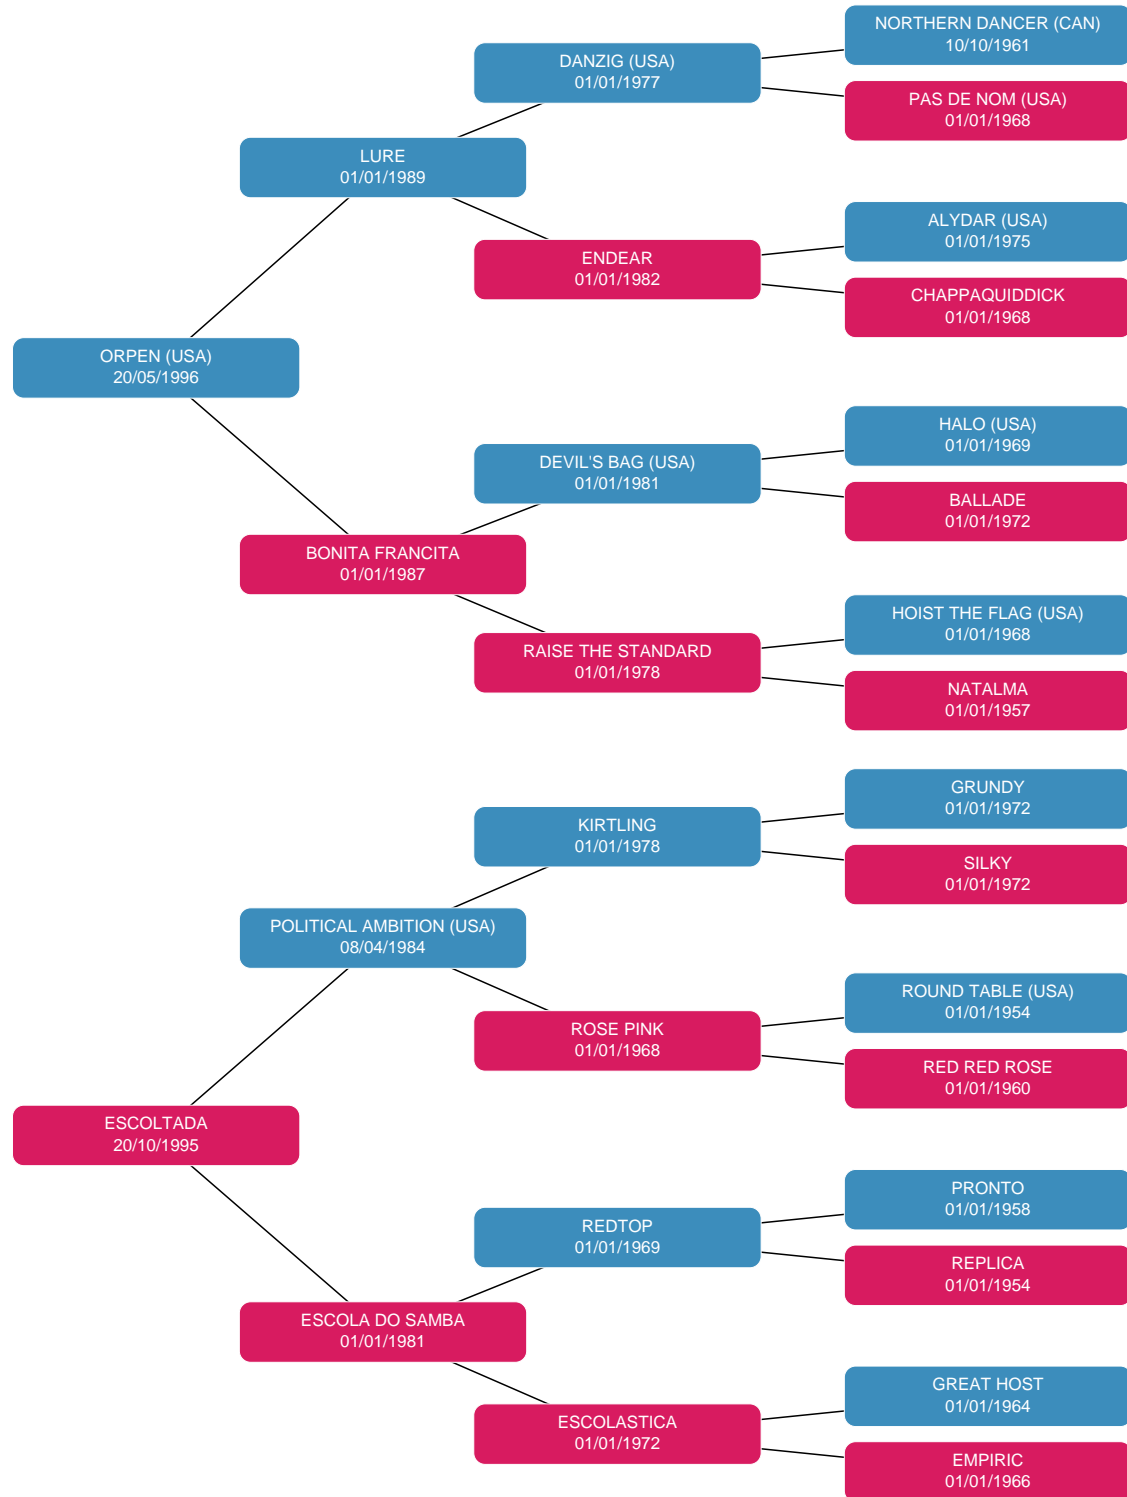 NORTHERN DANCER (CAN)
10/10/1961
DANZIG (USA)
01/01/1977
PAS DE NOM (USA)
01/01/1968
LURE
01/01/1989
ALYDAR (USA)
01/01/1975
ENDEAR
01/01/1982
CHAPPAQUIDDICK
01/01/1968
ORPEN (USA)
20/05/1996
HALO (USA)
01/01/1969
DEVIL'S BAG (USA)
01/01/1981
BALLADE
01/01/1972
BONITA FRANCITA
01/01/1987
HOIST THE FLAG (USA)
01/01/1968
RAISE THE STANDARD
01/01/1978
NATALMA
01/01/1957
GRUNDY
01/01/1972
KIRTLING
01/01/1978
SILKY
01/01/1972
POLITICAL AMBITION (USA)
08/04/1984
ROUND TABLE (USA)
01/01/1954
ROSE PINK
01/01/1968
RED RED ROSE
01/01/1960
ESCOLTADA
20/10/1995
PRONTO
01/01/1958
REDTOP
01/01/1969
REPLICA
01/01/1954
ESCOLA DO SAMBA
01/01/1981
GREAT HOST
01/01/1964
ESCOLASTICA
01/01/1972
EMPIRIC
01/01/1966